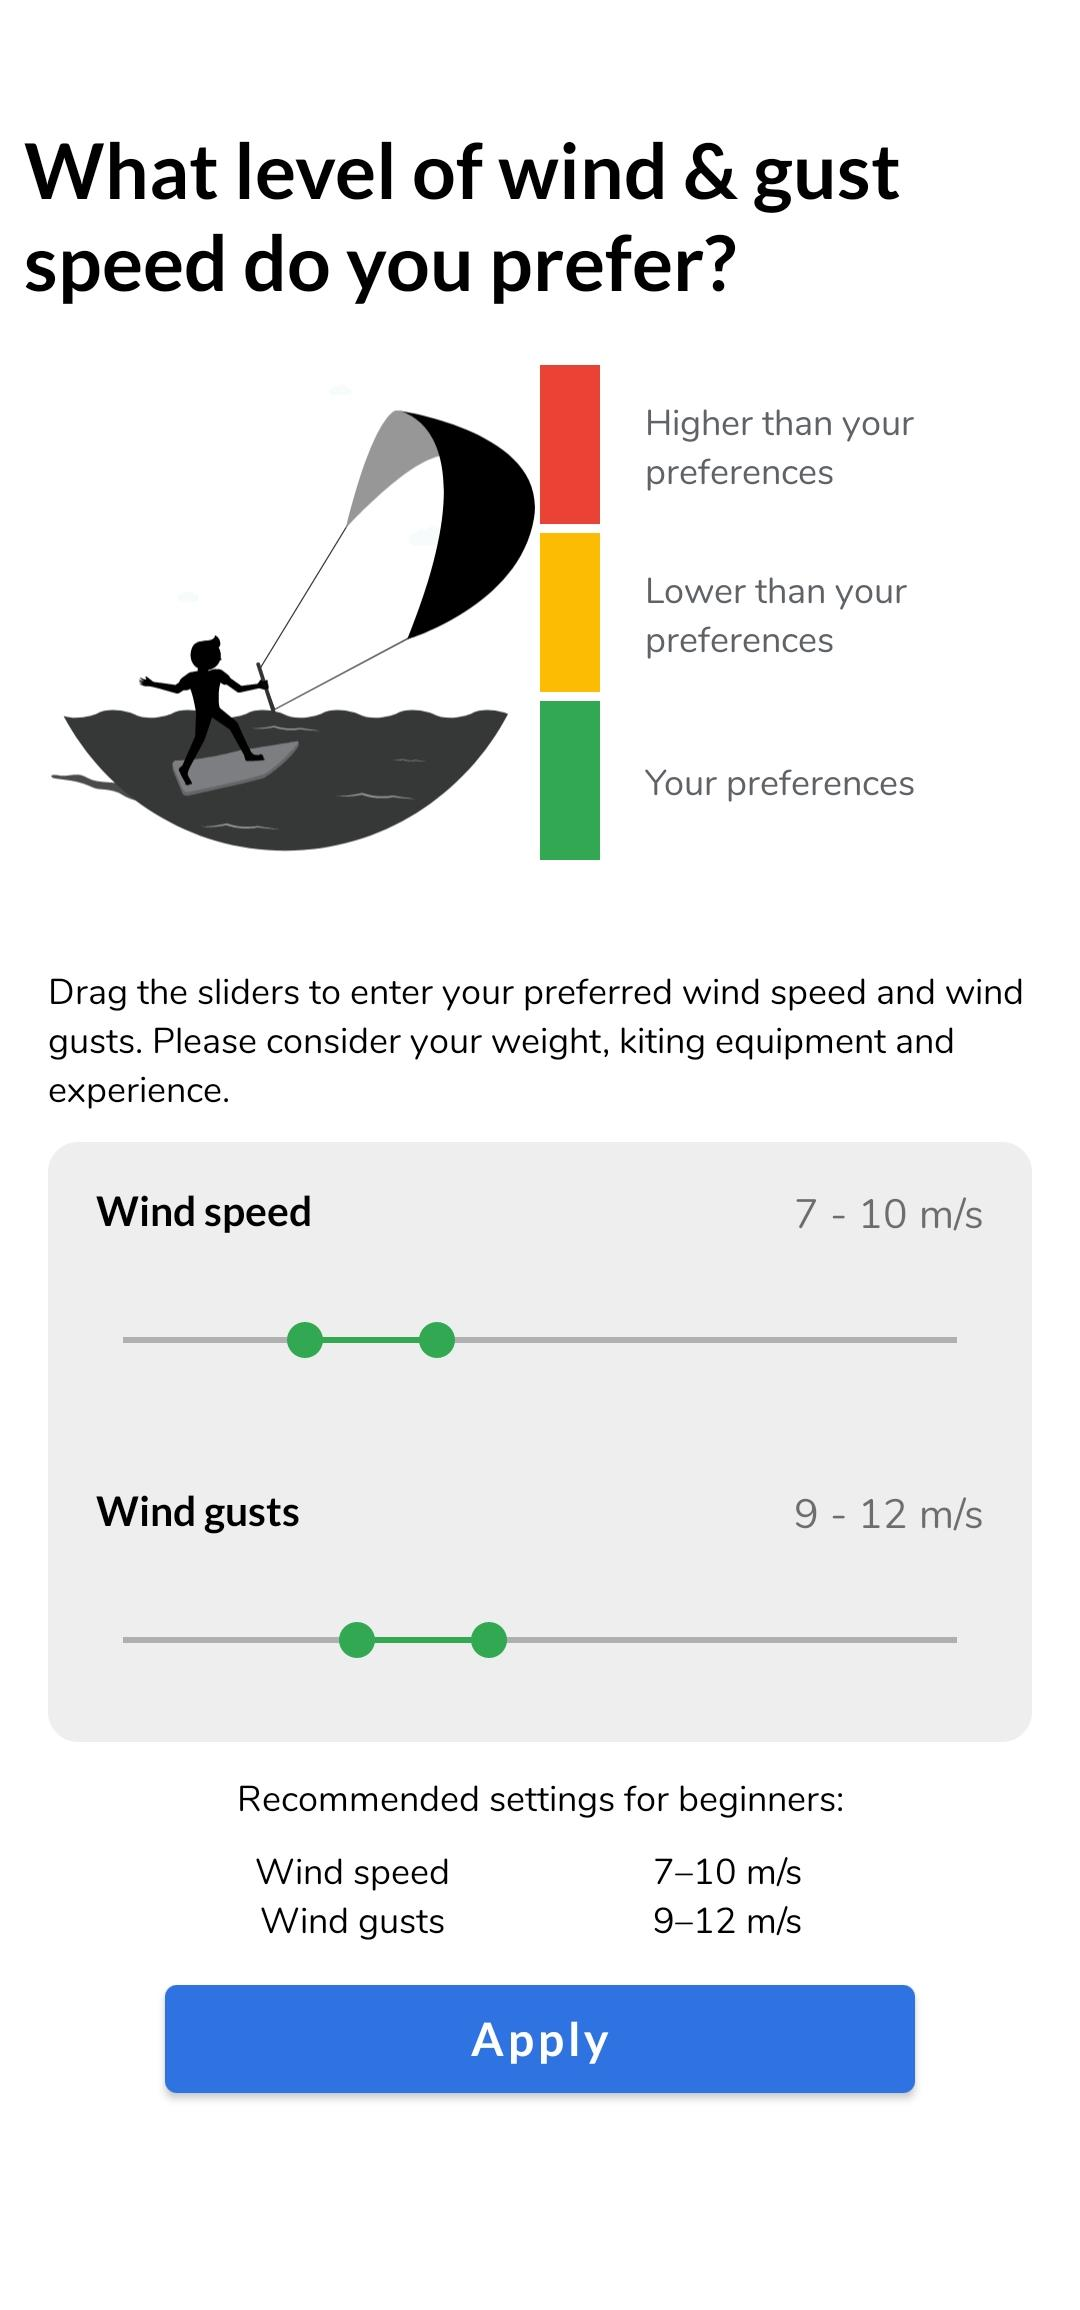 What level of wind & gust
speed do you prefer?
Higher than your
preferences
Lower than your
preferences
Your preferences
Drag the sliders to enter your preferred wind speed and wind
gusts. Please consider your weight, kiting equipment and
experience.
Wind speed 7 - 10 m/s
Wind gusts 9 - 12 m/s
Recommended settings for beginners:
Wind speed 7–10 m/s
Wind gusts 9–12 m/s
Apply